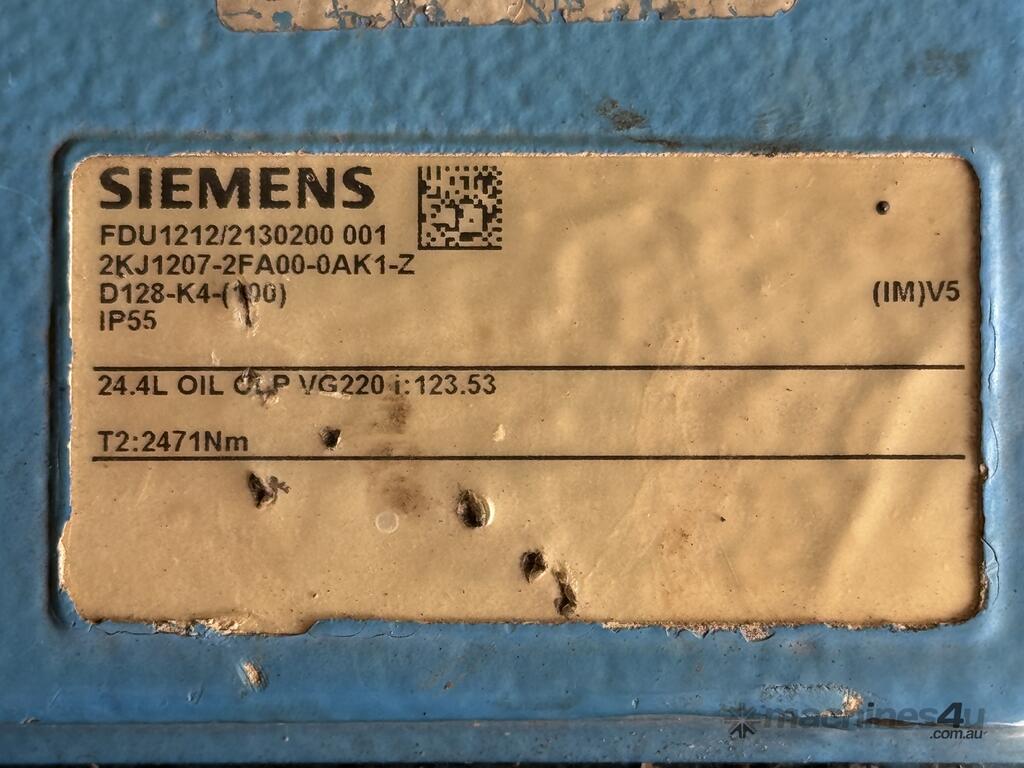 SIEMENS
FDU1212/2130200 001
2KJ1207-2FA00-0AK1-Z
D128-K4-(100)
(IM)V5
IP55
24.4L OIL CLP VG220 i:123.53
T2:2471Nm
machines4u
.com.au